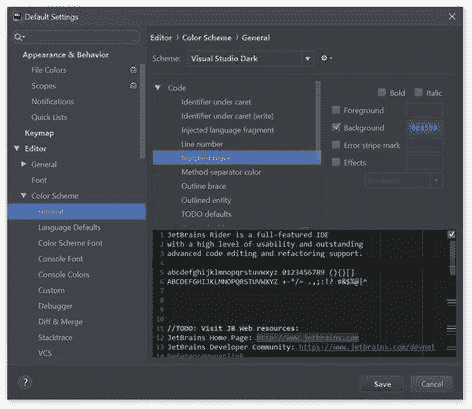 Default Settings
Appearance & Behavior
File Colors
Scopes
Notifications
Quick Lists
Keymap
Editor
General
Font
Color Scheme
General
Language Defaults
Color Scheme Font
Console Font
Console Colors
Custom
Debugger
Diff & Merge
Stacktrace
VCS
Editor › Color Scheme › General
Scheme: Visual Studio Dark
Code
Identifier under caret
Identifier under caret (write)
Injected language fragment
Line number
Method separator color
Outline brace
Outlined entity
TODO defaults
Bold Italic
Foreground
Background
Error stripe mark
Effects
Bordered
1 JetBrains Rider is a full-featured IDE
2 with a high level of usability and outstanding
3 advanced code editing and refactoring support.
4
5 abcdefghijklmnopqrstuvwxyz 0123456789 (){}[]
6 ABCDEFGHIJKLMNOPQRSTUVWXYZ +-*/= .,;:!? #&$%@|^
7
8
9
10
11 //TODO: Visit JB Web resources:
12 JetBrains Home Page: http://www.jetbrains.com
13 JetBrains Developer Community: https://www.jetbrains.com/devnet
? Save Cancel